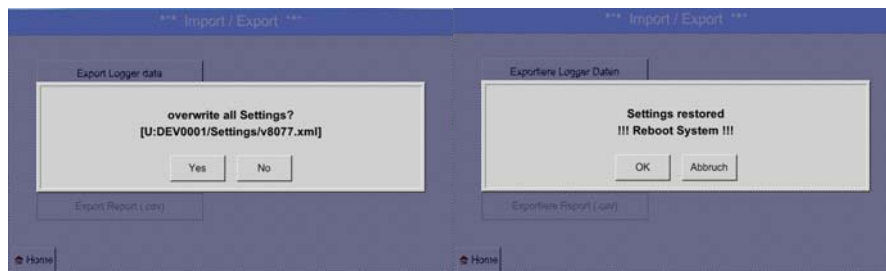 *** Import / Export ***
Export Logger data
overwrite all Settings?
[U:DEV0001/Settings/v8077.xml]
Yes
No
Export Report (.csv)
Home
*** Import / Export ***
Exportiere Logger Daten
Settings restored
!!! Reboot System !!!
OK
Abbruch
Exportiere Report (.csv)
Home